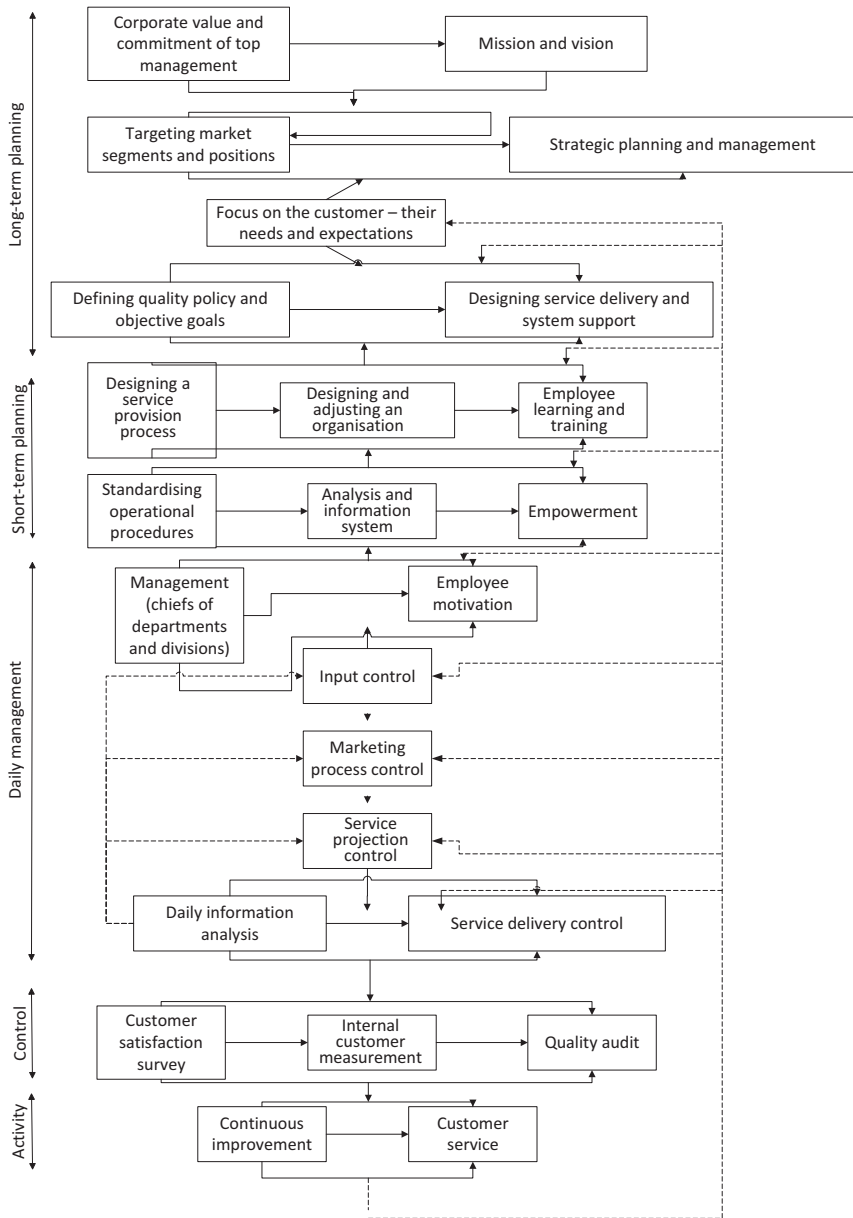 Corporate value and
commitment of top
management
Mission and vision
Long-term planning
Targeting market
segments and positions
Strategic planning and management
Focus on the customer – their
needs and expectations
Defining quality policy and
objective goals
Designing service delivery and
system support
Short-term planning
Designing a
service
provision
process
Designing and
adjusting an
organisation
Employee
learning and
training
Standardising
operational
procedures
Analysis and
information
system
Empowerment
Daily management
Management
(chiefs of
departments
and divisions)
Employee
motivation
Input control
Marketing
process control
Service
projection
control
Daily information
analysis
Service delivery control
Control
Customer
satisfaction
survey
Internal
customer
measurement
Quality audit
Activity
Continuous
improvement
Customer
service